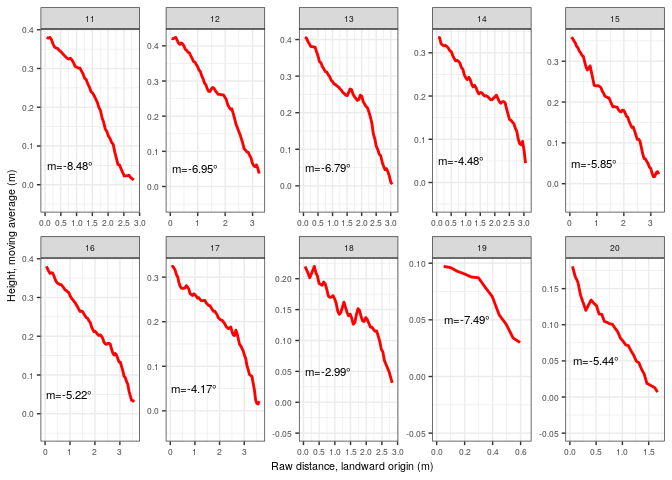 11 12 13 14 15
0.4 0.3 0.2 0.1 0.0
m=-8.48°
0.0 0.5 1.0 1.5 2.0 2.5 3.0
0.4 0.3 0.2 0.1 0.0
m=-6.95°
0 1 2 3
0.4 0.3 0.2 0.1 0.0
m=-6.79°
0.0 0.5 1.0 1.5 2.0 2.5 3.0
0.3 0.2 0.1 0.0
m=-4.48°
0.0 0.5 1.0 1.5 2.0 2.5 3.0
0.3 0.2 0.1 0.0
m=-5.85°
0 1 2 3
Height, moving average (m)
16 17 18 19 20
0.4 0.3 0.2 0.1 0.0
m=-5.22°
0 1 2 3
0.3 0.2 0.1 0.0
m=-4.17°
0 1 2 3
0.20 0.15 0.10 0.05 0.00 -0.05
m=-2.99°
0.0 0.5 1.0 1.5 2.0 2.5 3.0
0.10 0.05 0.00 -0.05
m=-7.49°
0.0 0.2 0.4 0.6
0.15 0.10 0.05 0.00 -0.05
m=-5.44°
0.0 0.5 1.0 1.5
Raw distance, landward origin (m)